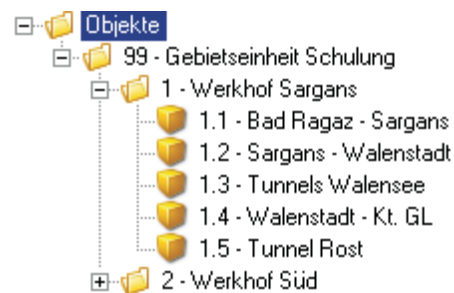 Objekte
99 - Gebietseinheit Schulung
1 - Werkhof Sargans
1.1 - Bad Ragaz - Sargans
1.2 - Sargans - Walenstadt
1.3 - Tunnels Walensee
1.4 - Walenstadt - Kt. GL
1.5 - Tunnel Rost
2 - Werkhof Süd